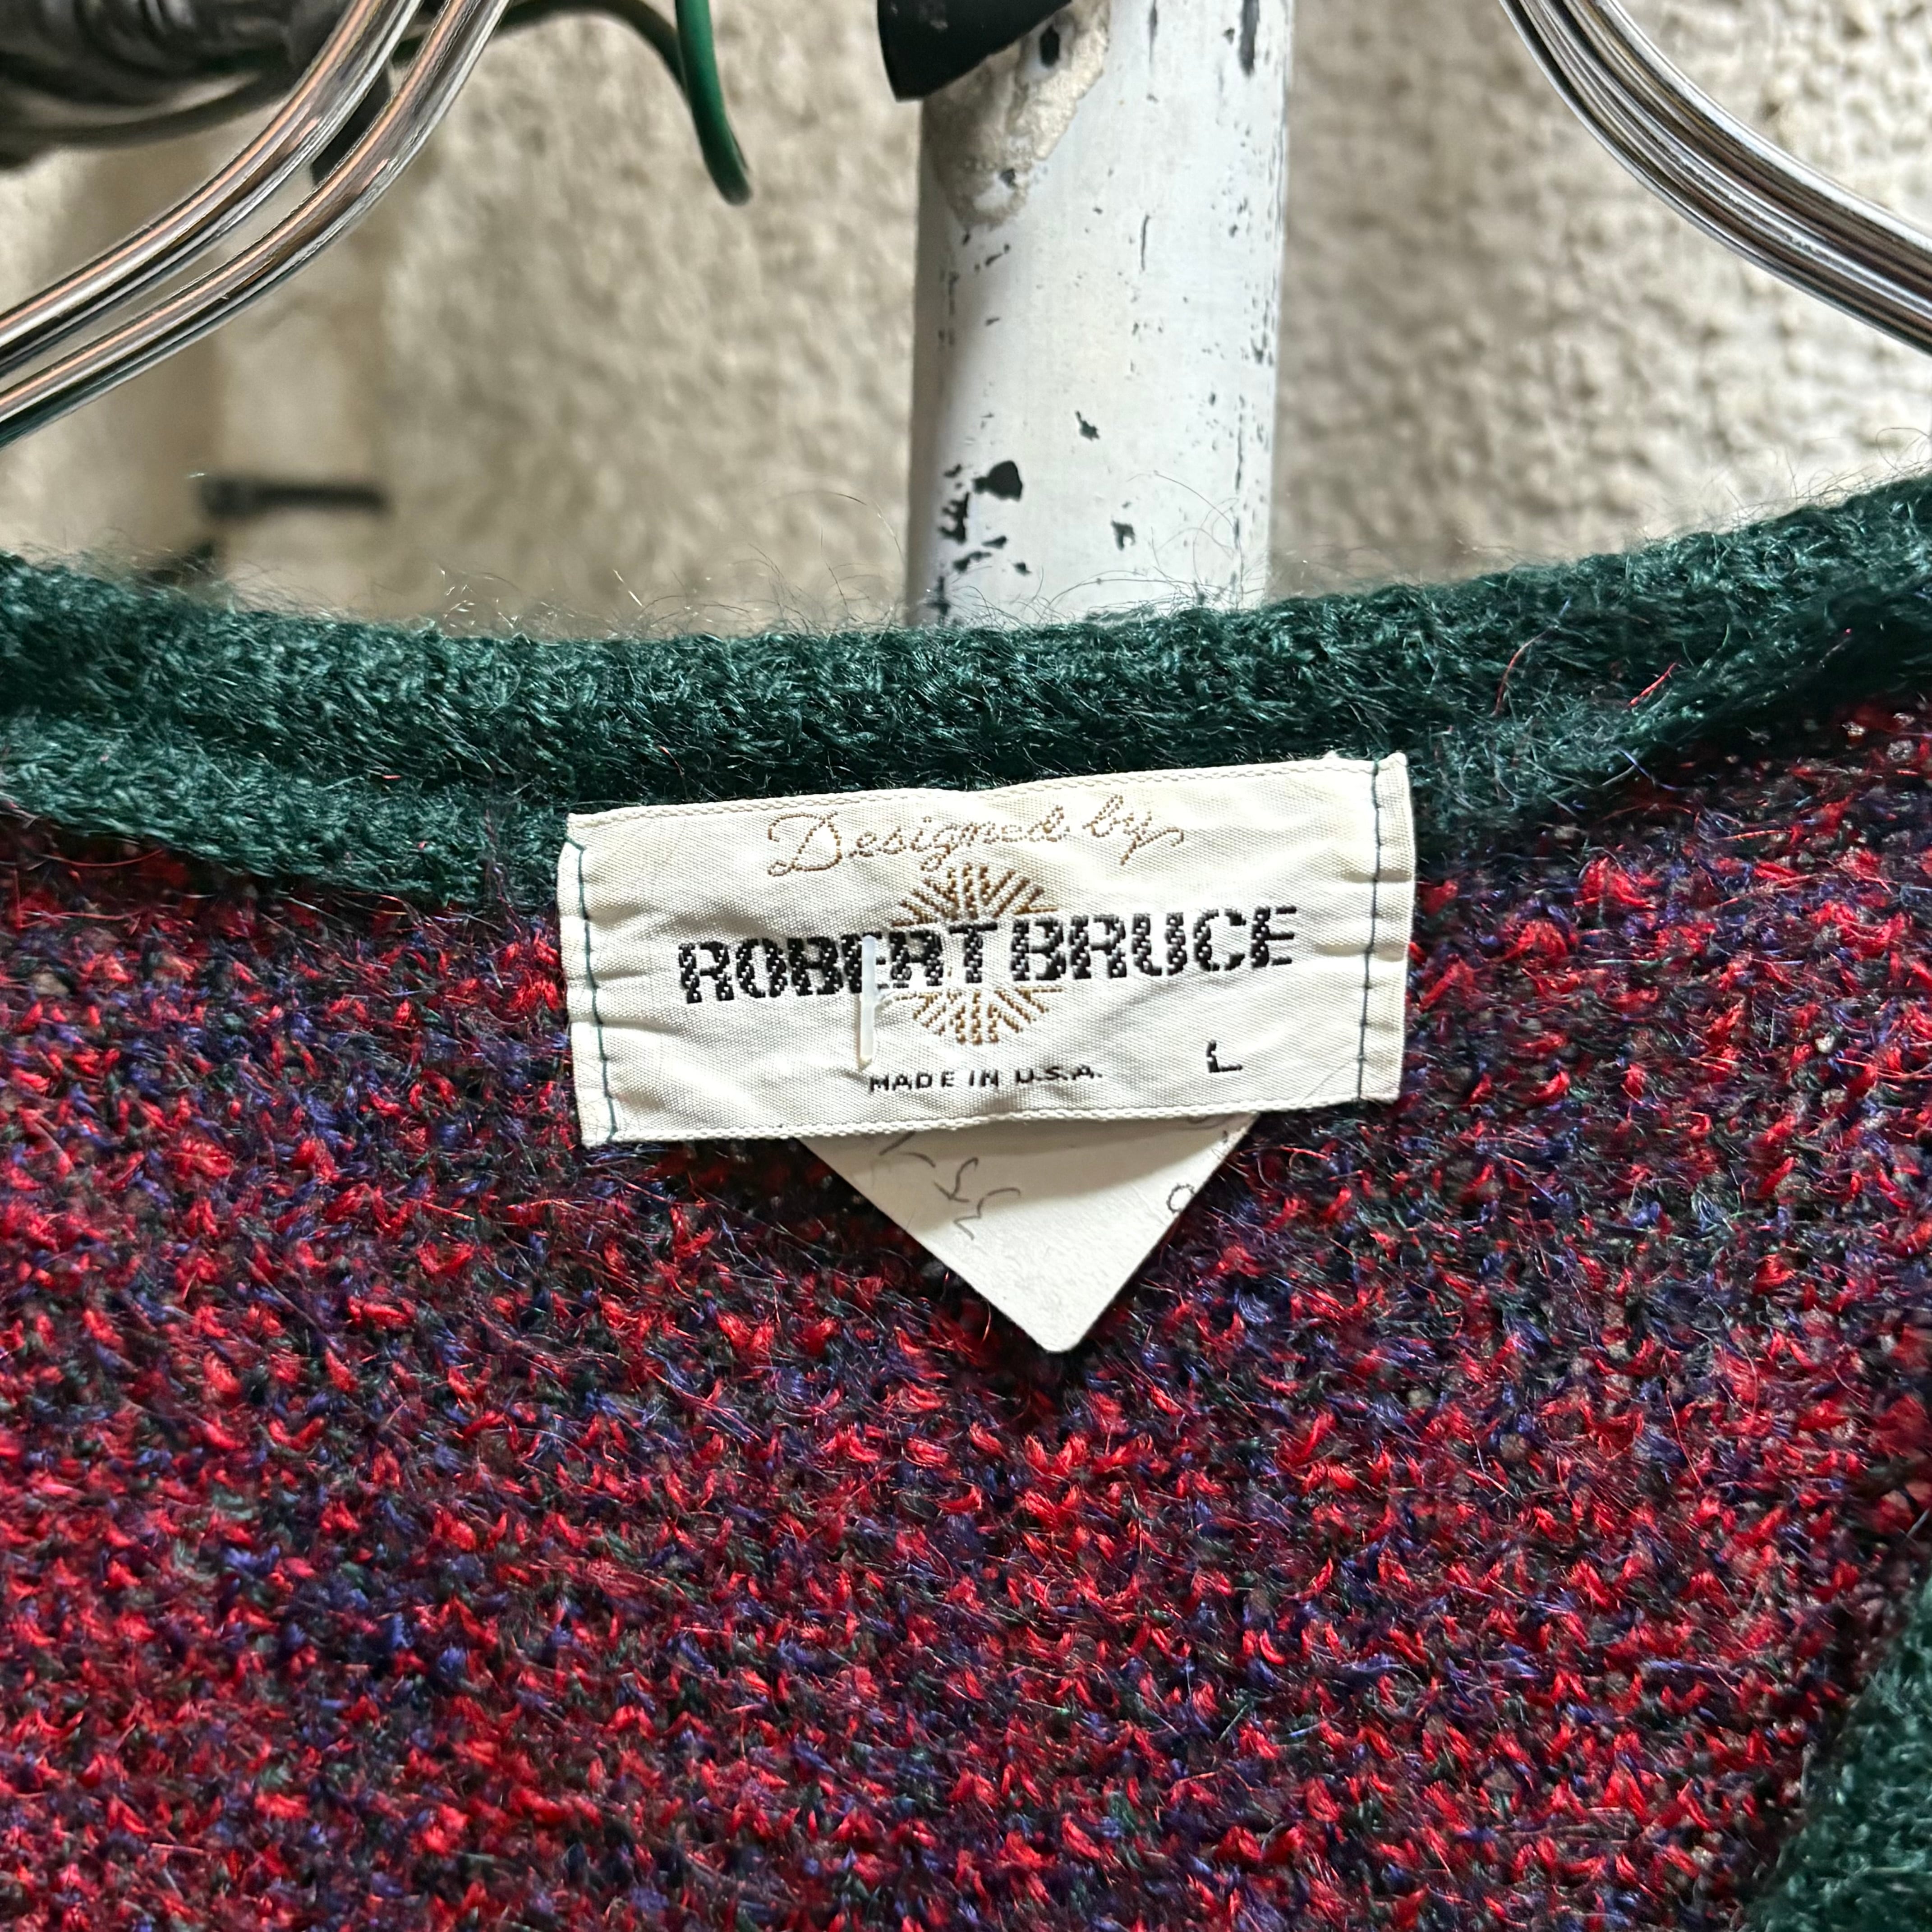 Designed by
ROBERT BRUCE
L
MADE IN U.S.A.